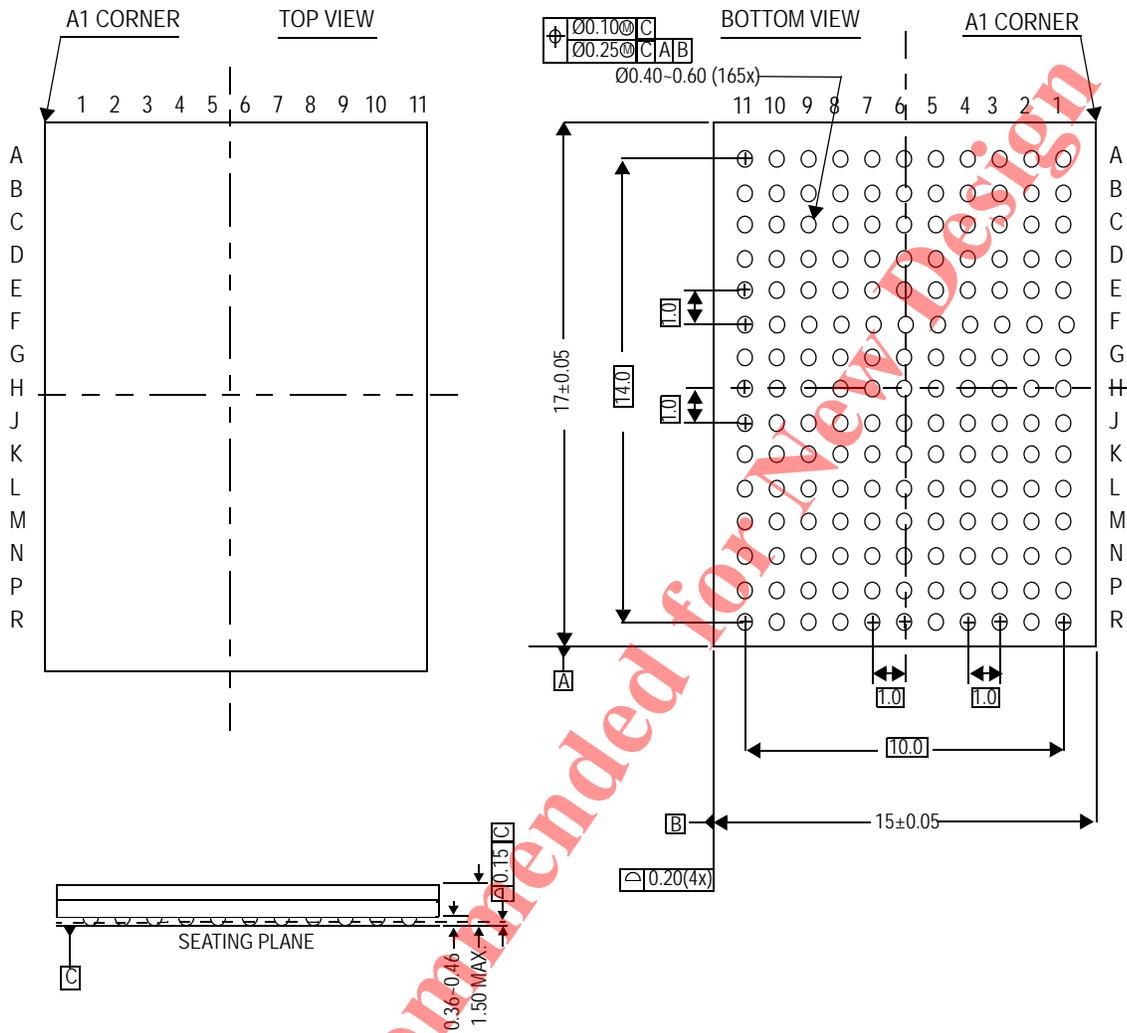 A1 CORNER
TOP VIEW
BOTTOM VIEW
A1 CORNER
Ø0.10Ⓜ C
Ø0.25Ⓜ C A B
Ø0.40~0.60 (165x)
1 2 3 4 5 6 7 8 9 10 11
11 10 9 8 7 6 5 4 3 2 1
A
B
C
D
E
F
G
H
J
K
L
M
N
P
R
A
B
C
D
E
F
G
H
J
K
L
M
N
P
R
1.0
1.0
17±0.05
14.0
A
1.0
1.0
10.0
B
15±0.05
0.20(4x)
0.15 C
SEATING PLANE
C
0.36~0.46
1.50 MAX.
ommended for New Design